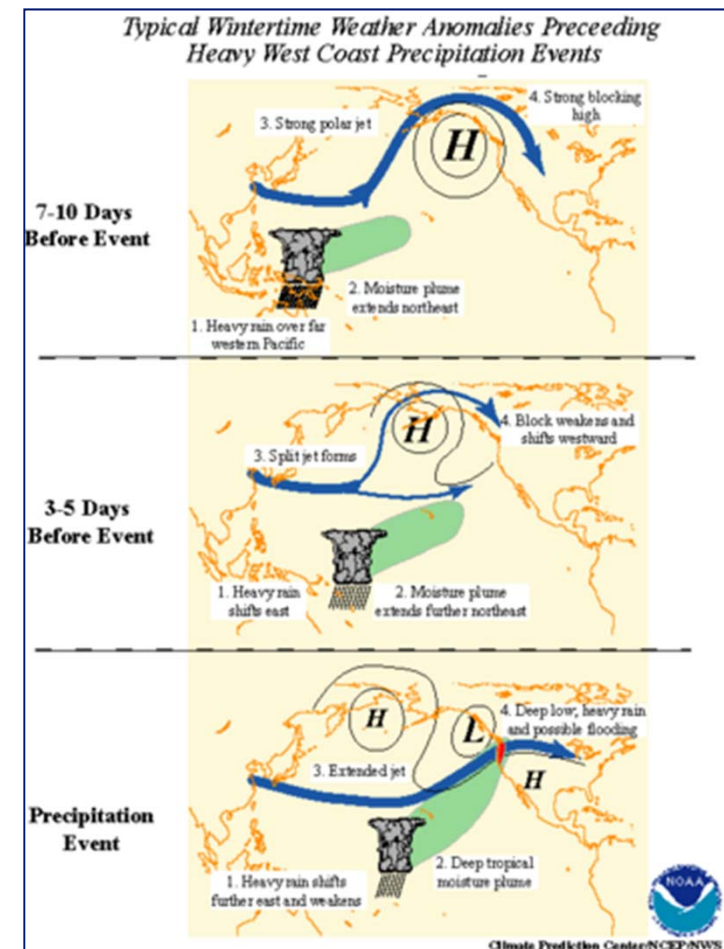 Typical Wintertime Weather Anomalies Preceeding
Heavy West Coast Precipitation Events
7-10 Days
Before Event
3. Strong polar jet
4. Strong blocking
high
H
2. Moisture plume
extends northeast
1. Heavy rain over far
western Pacific
3-5 Days
Before Event
3. Split jet forms
H
4. Block weakens and
shifts westward
1. Heavy rain
shifts east
2. Moisture plume
extends further northeast
Precipitation
Event
H
L
4. Deep low, heavy rain
and possible flooding
3. Extended jet
H
2. Deep tropical
moisture plume
1. Heavy rain shifts
further east and weakens
NOAA
Climate Prediction Center/NCEP/NWS